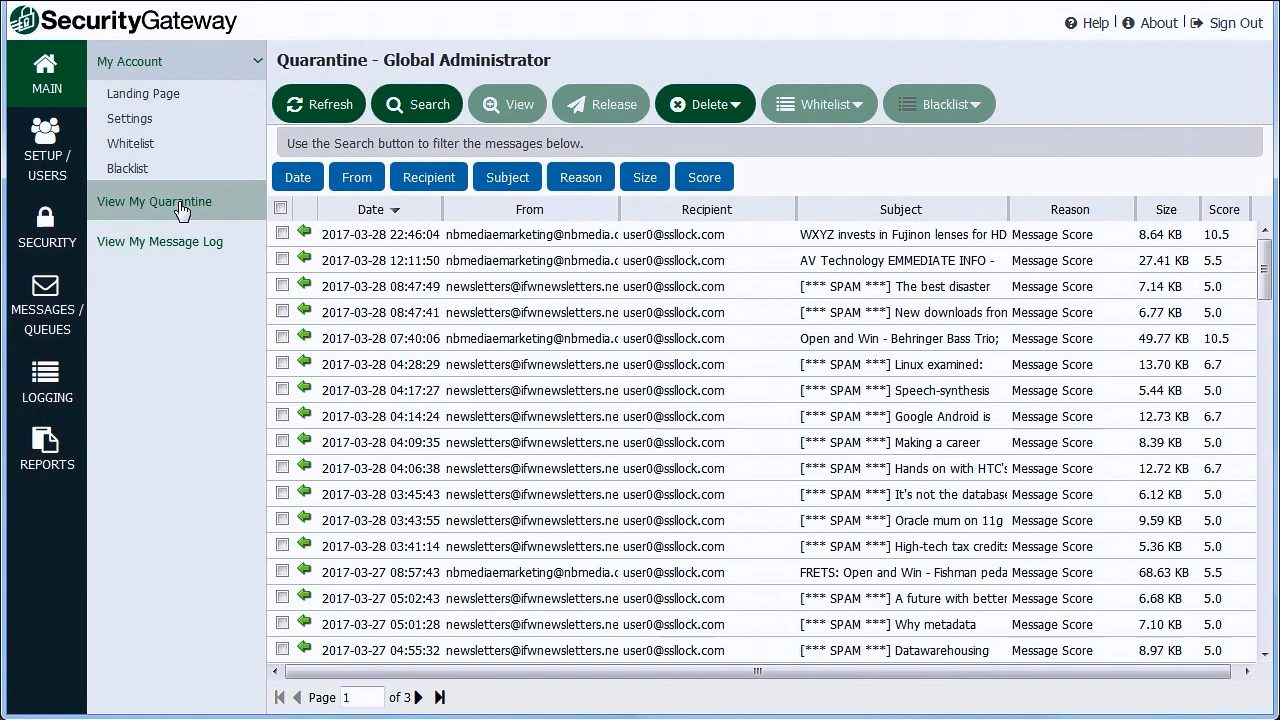 SecurityGateway
Help | About | Sign Out
MAIN
SETUP / USERS
SECURITY
MESSAGES / QUEUES
LOGGING
REPORTS
My Account
Landing Page
Settings
Whitelist
Blacklist
View My Quarantine
View My Message Log
Quarantine - Global Administrator
Refresh Search View Release Delete Whitelist Blacklist
Use the Search button to filter the messages below.
Date From Recipient Subject Reason Size Score
Date From Recipient Subject Reason Size Score
2017-03-28 22:46:04 nbmediaemarketing@nbmedia.c user0@ssllock.com WXYZ invests in Fujinon lenses for HD Message Score 8.64 KB 10.5
2017-03-28 12:11:50 nbmediaemarketing@nbmedia.c user0@ssllock.com AV Technology EMMEDIATE INFO - Message Score 27.41 KB 5.5
2017-03-28 08:47:49 newsletters@ifwnewsletters.ne user0@ssllock.com [*** SPAM ***] The best disaster Message Score 7.14 KB 5.0
2017-03-28 08:47:41 newsletters@ifwnewsletters.ne user0@ssllock.com [*** SPAM ***] New downloads fron Message Score 6.77 KB 5.0
2017-03-28 07:40:06 nbmediaemarketing@nbmedia.c user0@ssllock.com Open and Win - Behringer Bass Trio; Message Score 49.77 KB 10.5
2017-03-28 04:28:29 newsletters@ifwnewsletters.ne user0@ssllock.com [*** SPAM ***] Linux examined: Message Score 13.70 KB 6.7
2017-03-28 04:17:27 newsletters@ifwnewsletters.ne user0@ssllock.com [*** SPAM ***] Speech-synthesis Message Score 5.44 KB 5.0
2017-03-28 04:14:24 newsletters@ifwnewsletters.ne user0@ssllock.com [*** SPAM ***] Google Android is Message Score 12.73 KB 6.7
2017-03-28 04:09:35 newsletters@ifwnewsletters.ne user0@ssllock.com [*** SPAM ***] Making a career Message Score 8.39 KB 5.0
2017-03-28 04:06:38 newsletters@ifwnewsletters.ne user0@ssllock.com [*** SPAM ***] Hands on with HTC's Message Score 12.72 KB 6.7
2017-03-28 03:45:43 newsletters@ifwnewsletters.ne user0@ssllock.com [*** SPAM ***] It's not the database Message Score 6.12 KB 5.0
2017-03-28 03:43:55 newsletters@ifwnewsletters.ne user0@ssllock.com [*** SPAM ***] Oracle mum on 11g Message Score 9.59 KB 5.0
2017-03-28 03:41:14 newsletters@ifwnewsletters.ne user0@ssllock.com [*** SPAM ***] High-tech tax credits Message Score 5.36 KB 5.0
2017-03-27 08:57:43 nbmediaemarketing@nbmedia.c user0@ssllock.com FRETS: Open and Win - Fishman peda Message Score 68.63 KB 5.5
2017-03-27 05:02:43 newsletters@ifwnewsletters.ne user0@ssllock.com [*** SPAM ***] A future with better Message Score 6.68 KB 5.0
2017-03-27 05:01:28 newsletters@ifwnewsletters.ne user0@ssllock.com [*** SPAM ***] Why metadata Message Score 7.10 KB 5.0
2017-03-27 04:55:32 newsletters@ifwnewsletters.ne user0@ssllock.com [*** SPAM ***] Datawarehousing Message Score 8.97 KB 5.0
Page 1 of 3